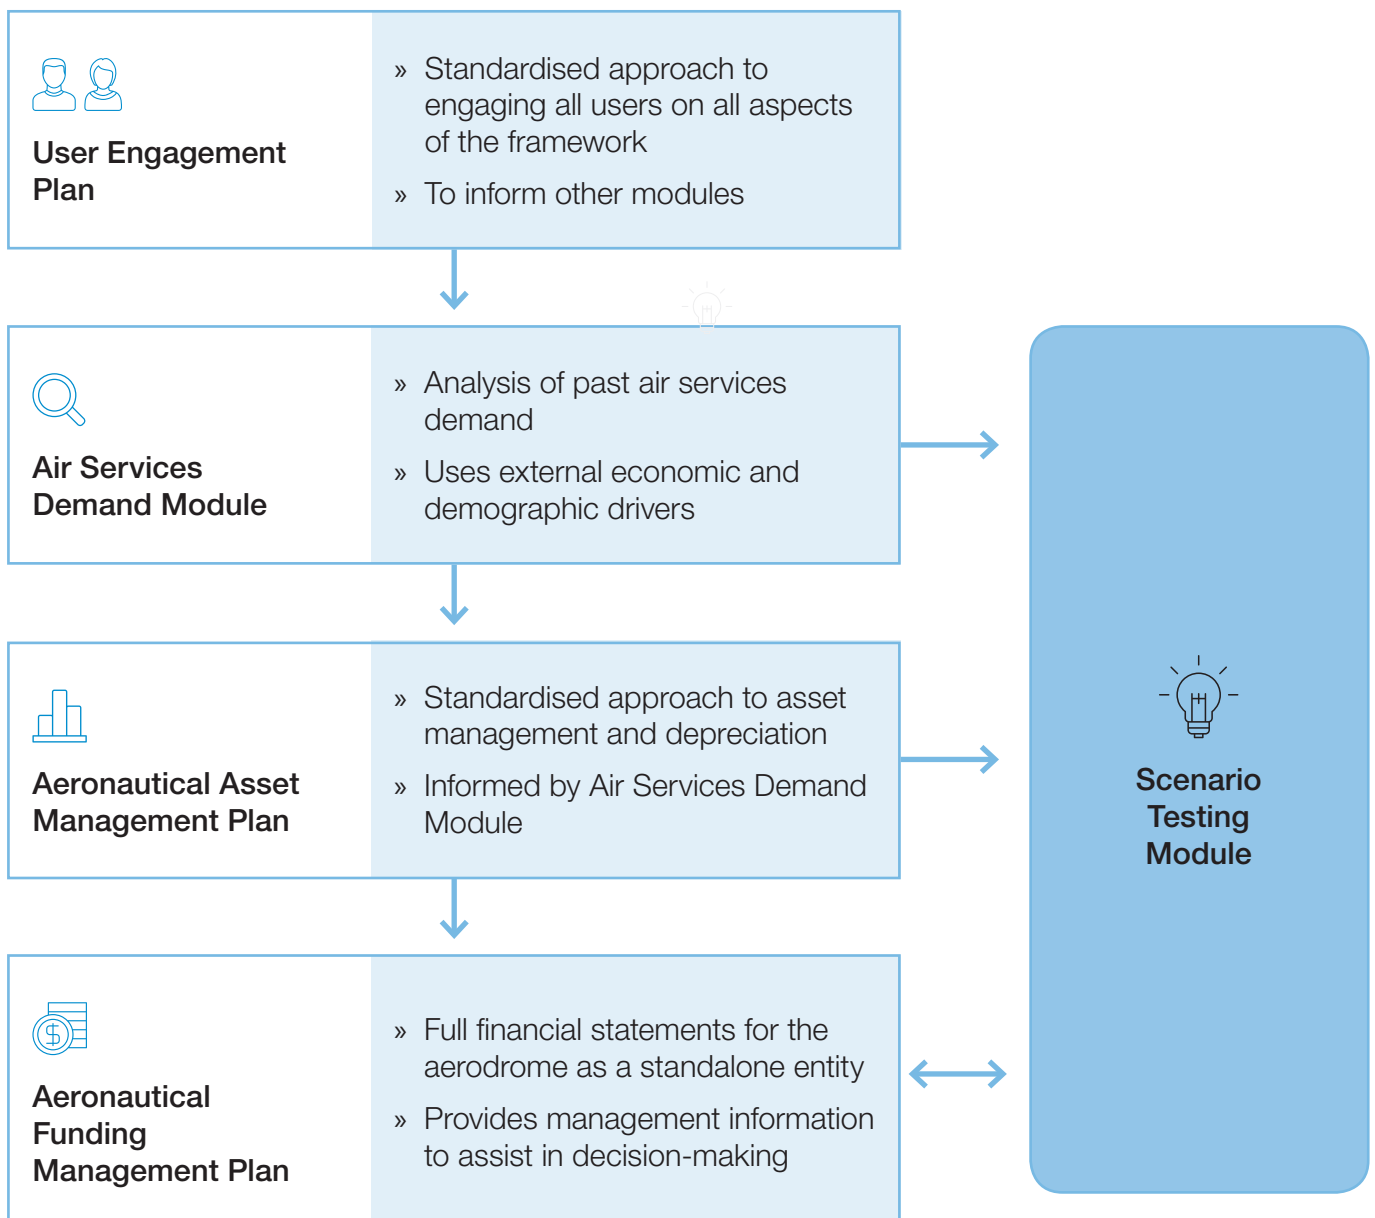 User Engagement
Plan
» Standardised approach to
engaging all users on all aspects
of the framework
» To inform other modules
Air Services
Demand Module
» Analysis of past air services
demand
» Uses external economic and
demographic drivers
Aeronautical Asset
Management Plan
» Standardised approach to asset
management and depreciation
» Informed by Air Services Demand
Module
Aeronautical
Funding
Management Plan
» Full financial statements for the
aerodrome as a standalone entity
» Provides management information
to assist in decision-making
Scenario
Testing
Module